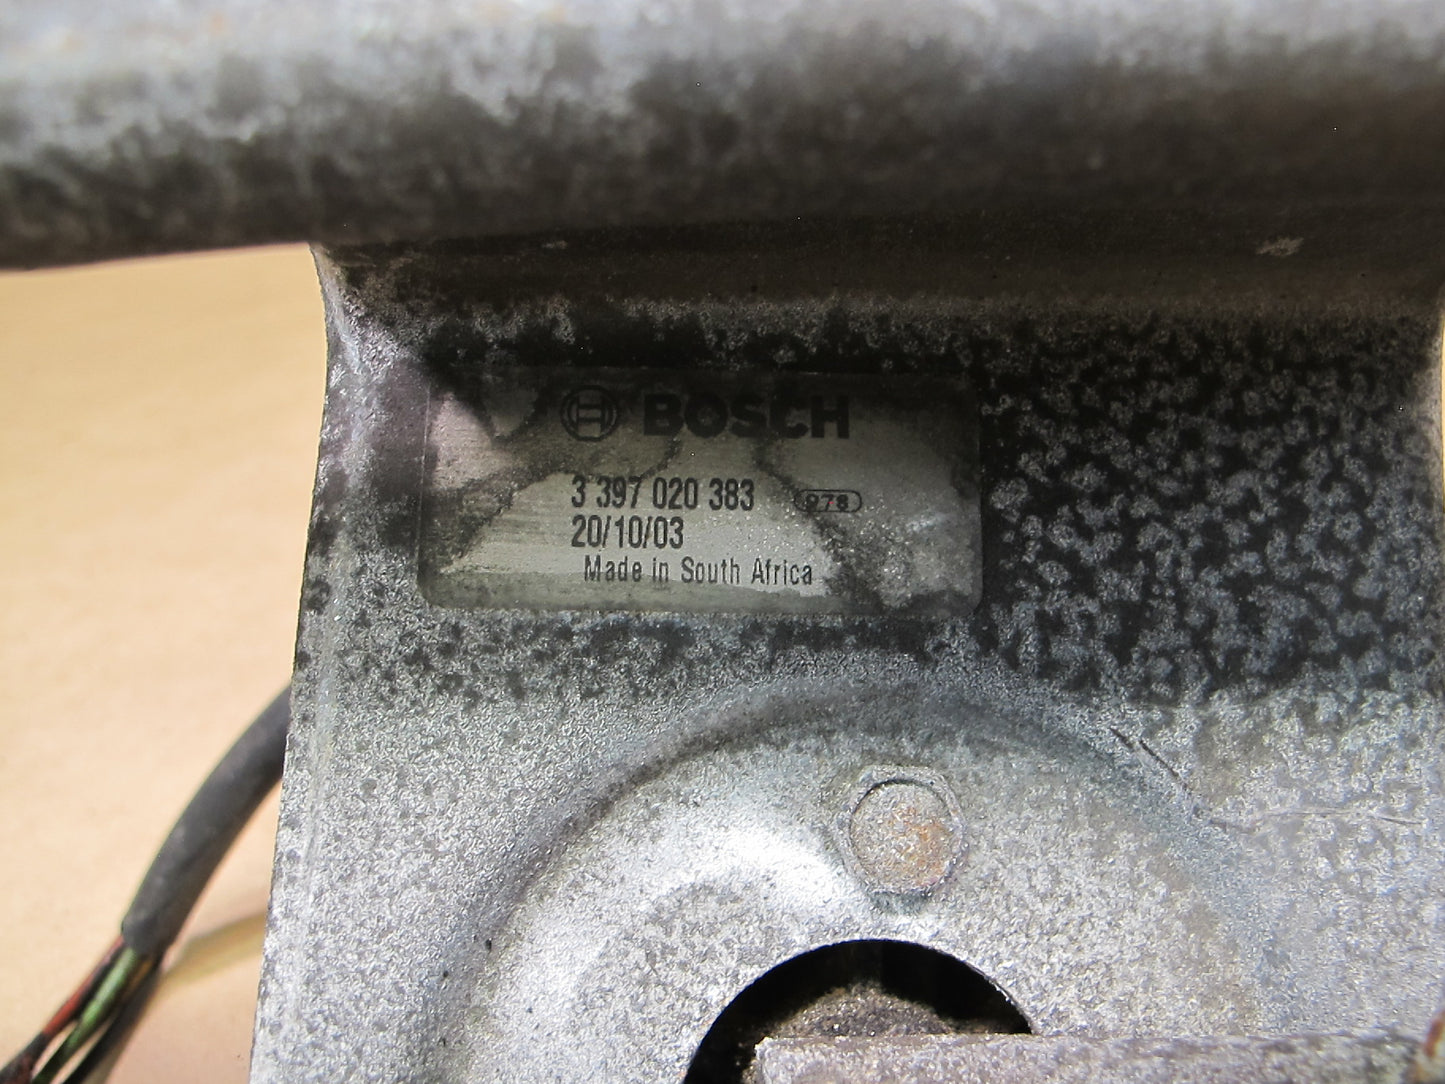 BOSCH
3 397 020 383 978
20/10/03
Made in South Africa